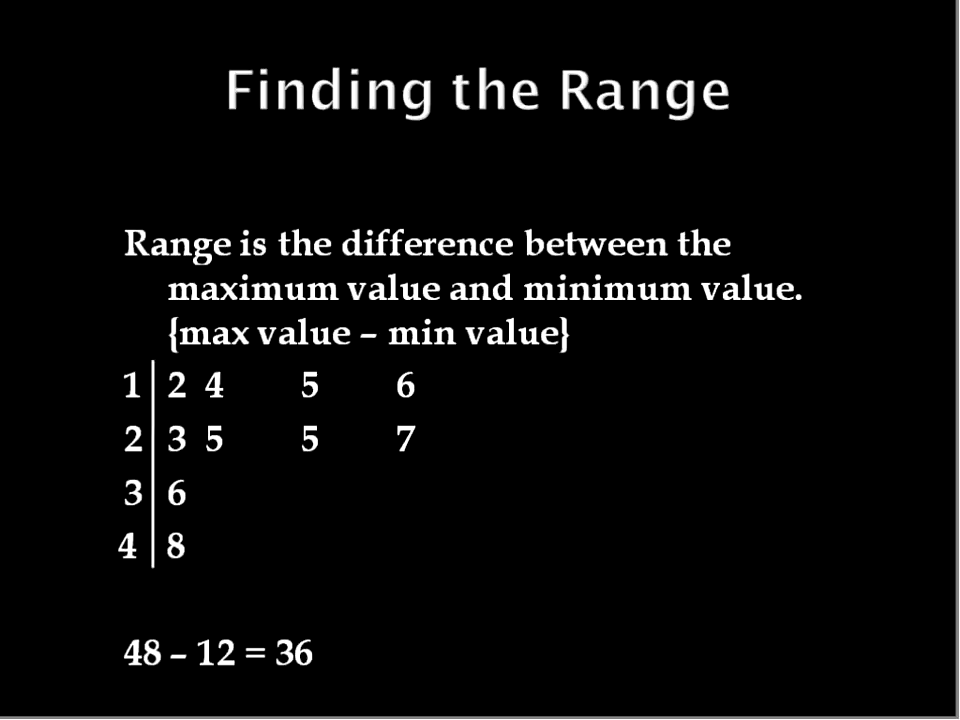 Finding the Range
Range is the difference between the
maximum value and minimum value.
{max value – min value}
1 2 4 5 6
2 3 5 5 7
3 6
4 8
48 – 12 = 36